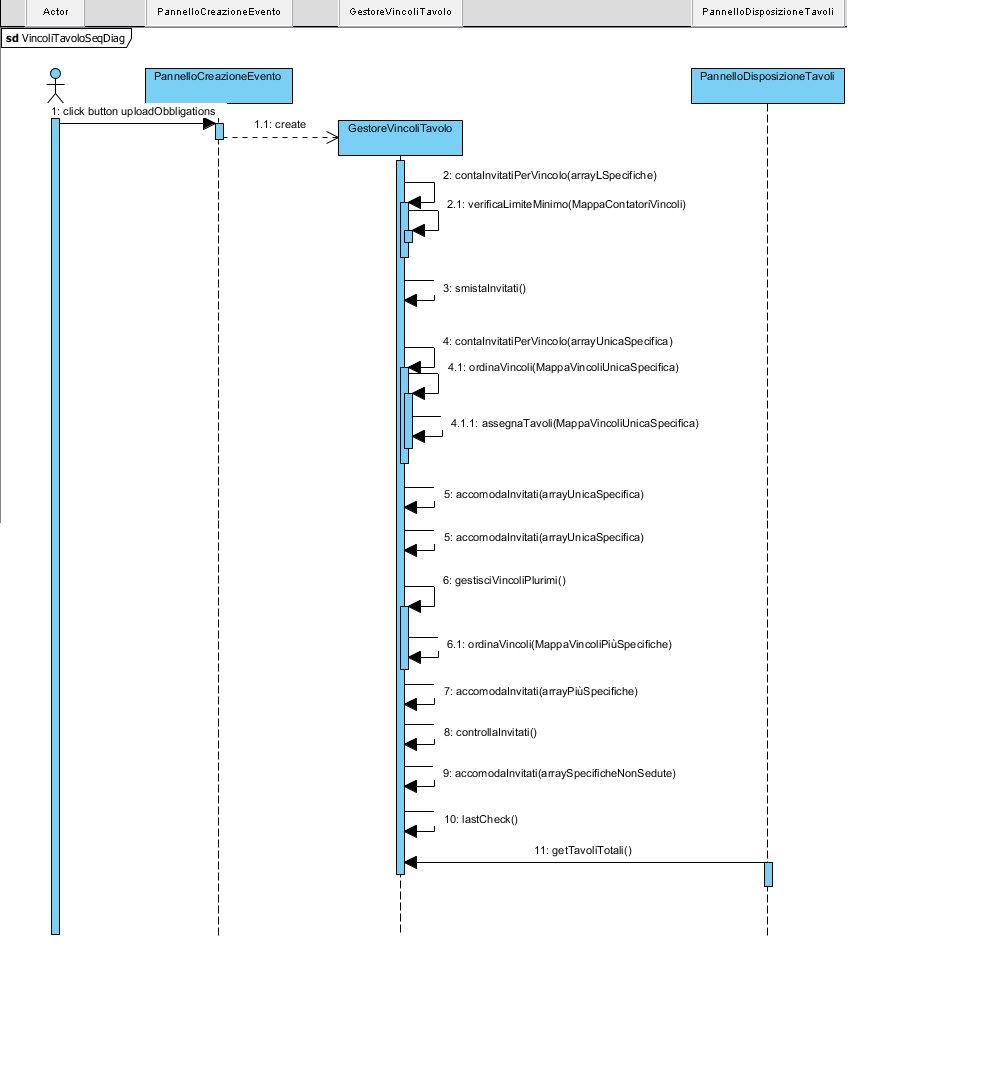 Actor
PannelloCreazioneEvento
GestoreVincoliTavolo
PannelloDisposizioneTavoli
sd VincoliTavoloSeqDiag
PannelloCreazioneEvento
PannelloDisposizioneTavoli
1: click button uploadObbligations
1.1: create
GestoreVincoliTavolo
2: contaInvitatiPerVincolo(arrayLSpecifiche)
2.1: verificaLimiteMinimo(MappaContatoriVincoli)
3: smistaInvitati()
4: contaInvitatiPerVincolo(arrayUnicaSpecifica)
4.1: ordinaVincoli(MappaVincoliUnicaSpecifica)
4.1.1: assegnaTavoli(MappaVincoliUnicaSpecifica)
5: accomodaInvitati(arrayUnicaSpecifica)
5: accomodaInvitati(arrayUnicaSpecifica)
6: gestisciVincoliPlurimi()
6.1: ordinaVincoli(MappaVincoliPiùSpecifiche)
7: accomodaInvitati(arrayPiùSpecifiche)
8: controllaInvitati()
9: accomodaInvitati(arraySpecificheNonSedute)
10: lastCheck()
11: getTavoliTotali()